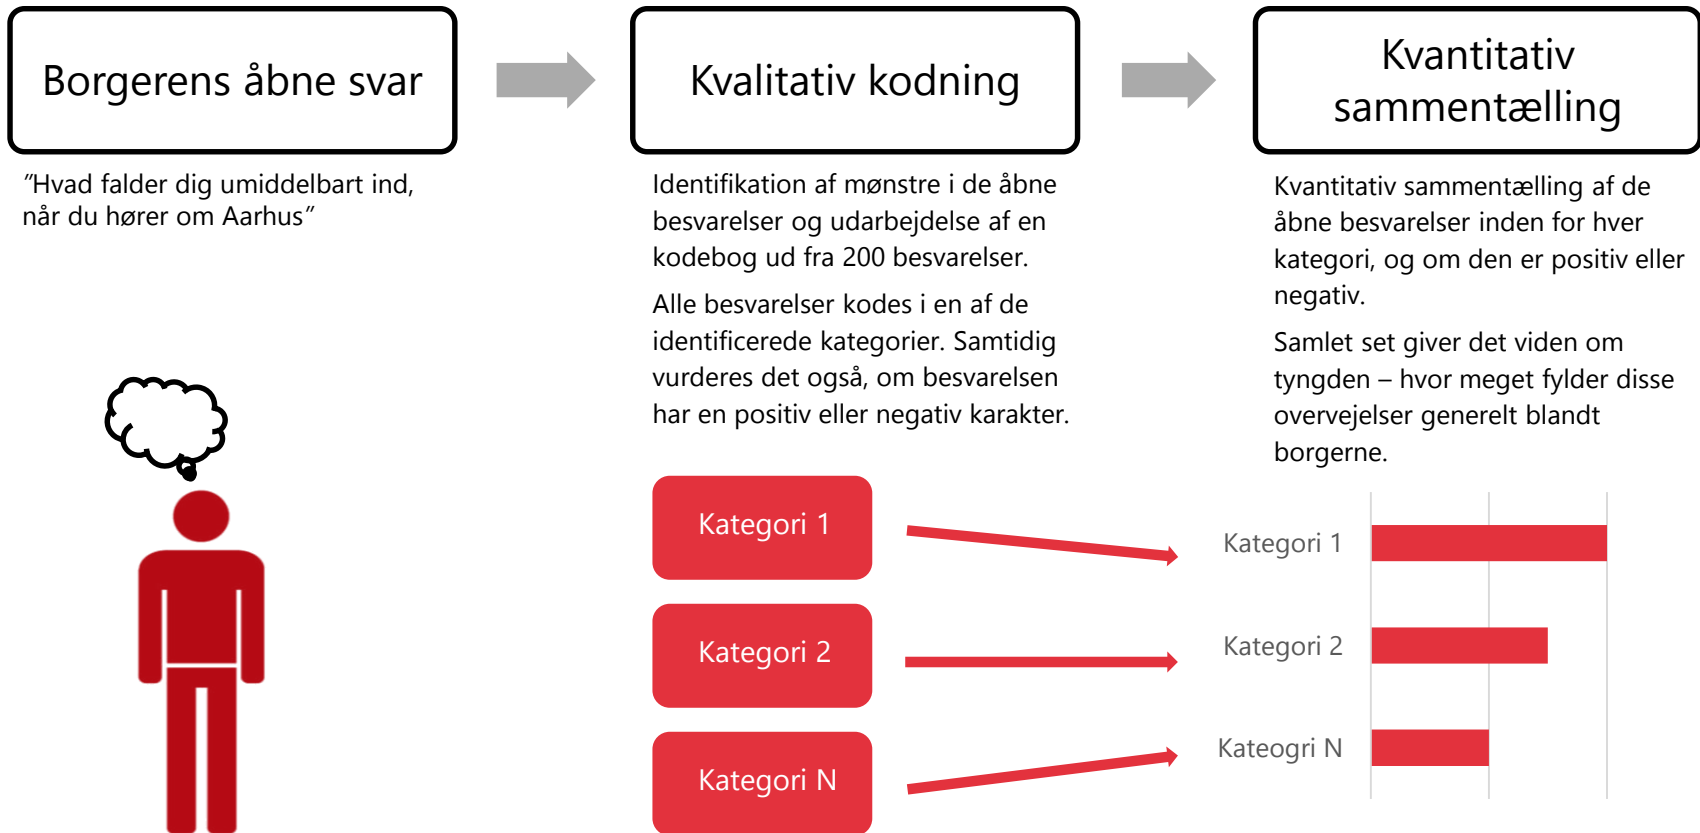 Borgerens åbne svar
"Hvad falder dig umiddelbart ind,
når du hører om Aarhus"
Kvalitativ kodning
Identifikation af mønstre i de åbne
besvarelser og udarbejdelse af en
kodebog ud fra 200 besvarelser.
Alle besvarelser kodes i en af de
identificerede kategorier. Samtidig
vurderes det også, om besvarelsen
har en positiv eller negativ karakter.
Kategori 1
Kategori 2
Kategori N
Kvantitativ
sammentælling
Kvantitativ sammentælling af de
åbne besvarelser inden for hver
kategori, og om den er positiv eller
negativ.
Samlet set giver det viden om
tyngden – hvor meget fylder disse
overvejelser generelt blandt
borgerne.
Kategori 1
Kategori 2
Kateogri N